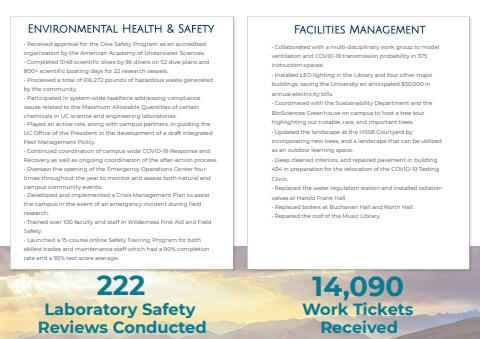 Environmental Health & Safety
• Received approval for the Dive Safety Program as an accredited
organization by the American Academy of Underwater Sciences.
• Completed 5148 scientific dives by 96 divers on 52 dive plans and
800+ scientific boating days for 22 research vessels.
• Processed a total of 616,272 pounds of hazardous waste generated
by the community.
• Participated in system-wide taskforce addressing compliance
issues related to the Maximum Allowable Quantities of certain
chemicals in UC science and engineering laboratories.
• Played an active role, along with campus partners, in guiding the
UC Office of the President in the development of a draft integrated
Pest Management Policy.
• Continued coordination of campus wide COVID-19 Response and
Recovery as well as ongoing coordination of the after-action process.
• Oversaw the opening of the Emergency Operations Center four
times throughout the year to monitor and assess both natural and
campus community events.
• Developed and implemented a Crisis Management Plan to assist
the campus in the event of an emergency incident during field
research.
• Trained over 100 faculty and staff in Wilderness First Aid and Field
Safety.
• Launched a 15-course online Safety Training Program for both
skilled trades and maintenance staff which had a 90% completion
rate and a 92% test score average.
222
Laboratory Safety
Reviews Conducted
Facilities Management
• Collaborated with a multi-disciplinary work group to model
ventilation and COVID-19 transmission probability in 375
instruction spaces.
• Installed LED lighting in the Library and four other major
buildings, saving the University an anticipated $50,000 in
annual electricity bills.
• Coordinated with the Sustainability Department and the
BioSciences Greenhouse on campus to host a tree tour
highlighting our notable, rare, and important trees.
• Updated the landscape at the HSSB Courtyard by
incorporating new trees, and a landscape that can be utilized
as an outdoor learning space.
• Deep cleaned interiors, and repaired pavement in building
434 in preparation for the relocation of the COVID-19 Testing
Clinic.
• Replaced the water regulation station and installed isolation
valves at Harold Frank Hall.
• Replaced boilers at Buchanan Hall and North Hall.
• Repaired the roof of the Music Library.
14,090
Work Tickets
Received